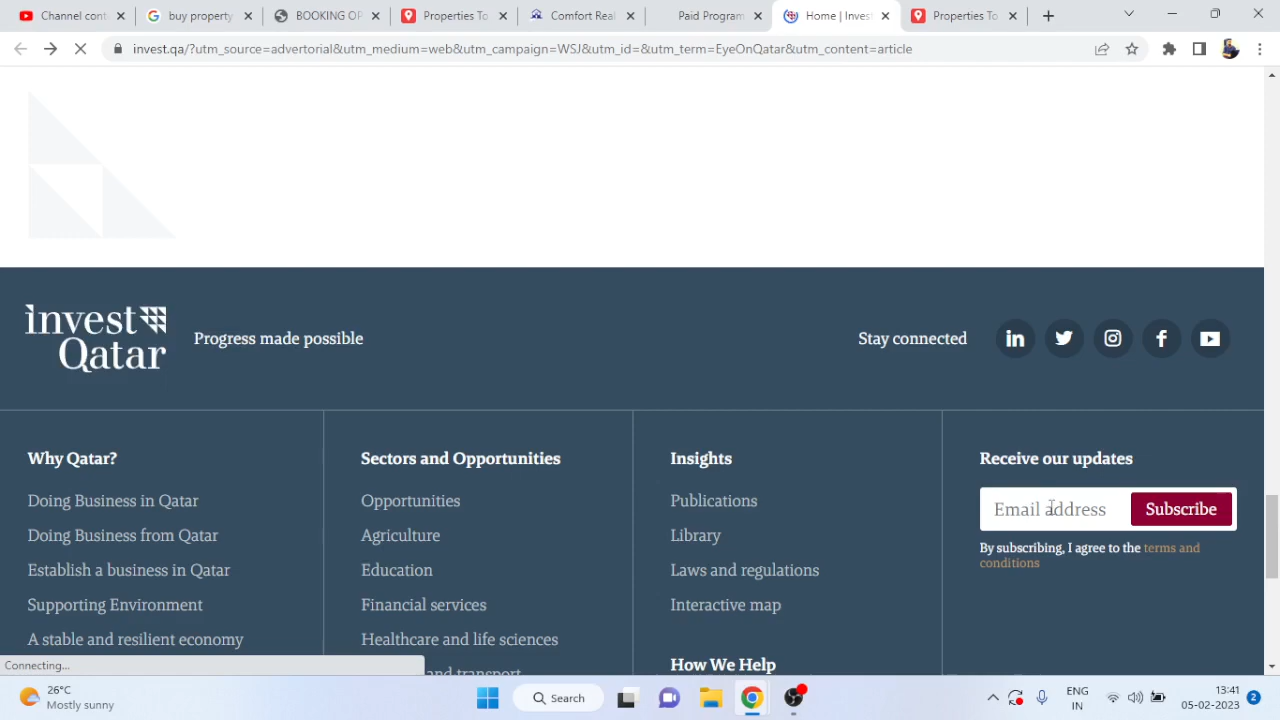 Channel conte
buy property
BOOKING OP
Properties To
Comfort Real
Paid Program
Home | Inves
Properties To
invest.qa/?utm_source=advertorial&utm_medium=web&utm_campaign=WSJ&utm_id=&utm_term=EyeOnQatar&utm_content=article
invest
Qatar
Progress made possible
Stay connected
Why Qatar?
Doing Business in Qatar
Doing Business from Qatar
Establish a business in Qatar
Supporting Environment
A stable and resilient economy
Sectors and Opportunities
Opportunities
Agriculture
Education
Financial services
Healthcare and life sciences
and transport
Insights
Publications
Library
Laws and regulations
Interactive map
How We Help
Receive our updates
Email address
Subscribe
By subscribing, I agree to the terms and
conditions
Connecting...
26°C
Mostly sunny
Search
ENG
IN
13:41
05-02-2023
2